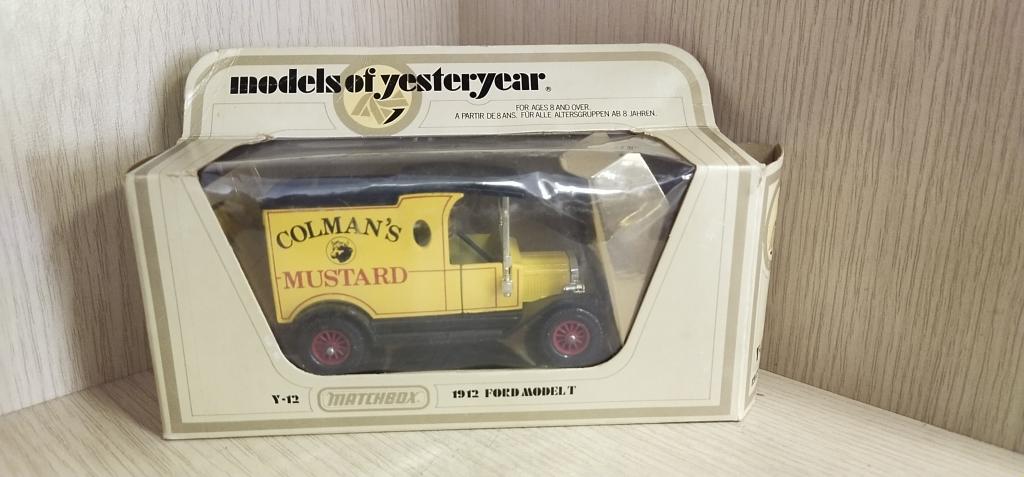 models of yesteryear®
FOR AGES 8 AND OVER.
A PARTIR DE 8 ANS. FÜR ALLE ALTERSGRUPPEN AB 8 JAHREN.
COLMAN'S
MUSTARD
Y-12 MATCHBOX 1912 FORD MODEL T